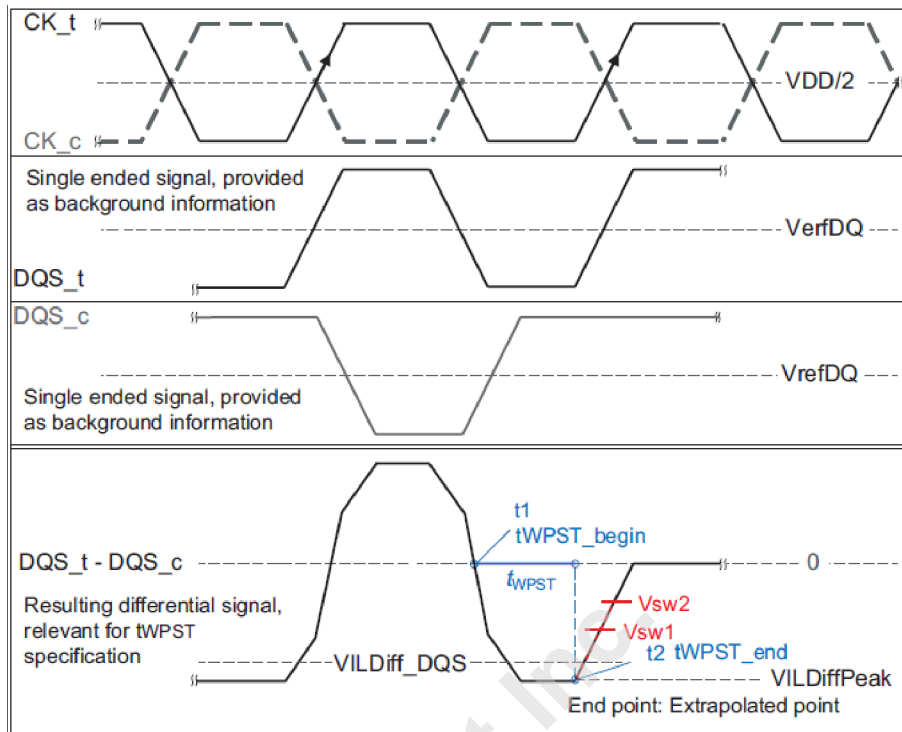 CK_t
VDD/2
CK_c
Single ended signal, provided
as background information
VerfDQ
DQS_t
DQS_c
VrefDQ
Single ended signal, provided
as background information
t1
tWPST_begin
DQS_t - DQS_c
0
tWPST
Resulting differential signal,
relevant for tWPST
specification
Vsw2
Vsw1
VILDiff_DQS
t2 tWPST_end
VILDiffPeak
End point: Extrapolated point
t Inc.